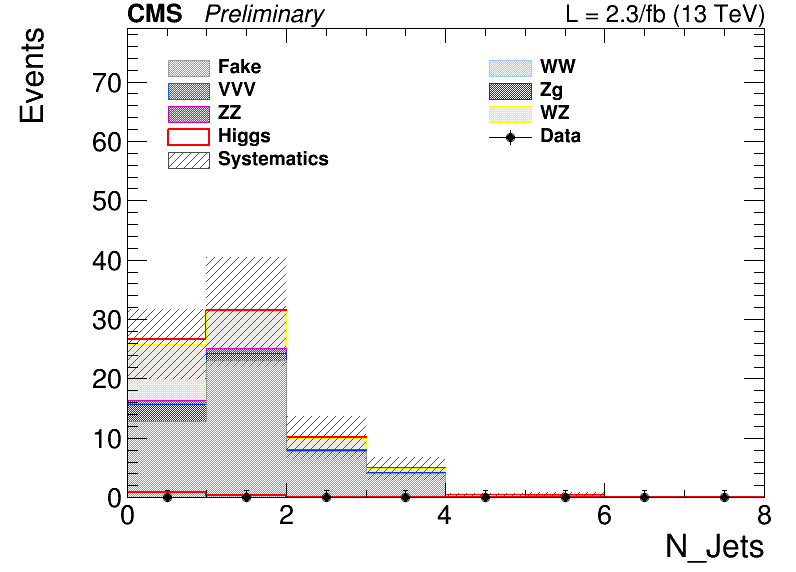 CMS Preliminary L = 2.3/fb (13 TeV)
Events
Fake WW
VVV Zg
ZZ WZ
Higgs Data
Systematics
70
60
50
40
30
20
10
0
0 2 4 6 8
N_Jets